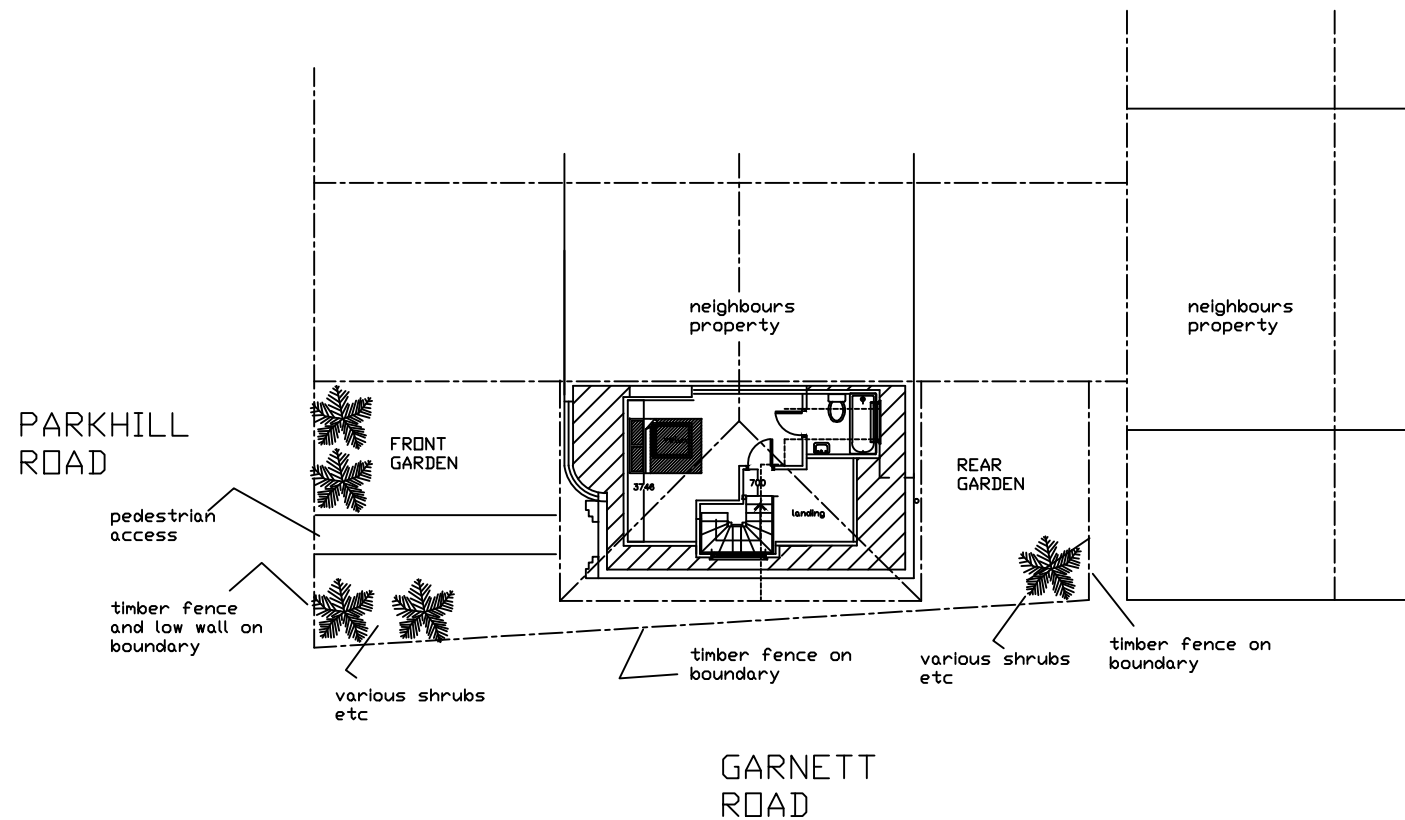 neighbours
property
neighbours
property
PARKHILL
ROAD
FRONT
GARDEN
REAR
GARDEN
3746
700
landing
pedestrian
access
timber fence
and low wall on
boundary
various shrubs
etc
timber fence on
boundary
various shrubs
etc
timber fence on
boundary
GARNETT
ROAD